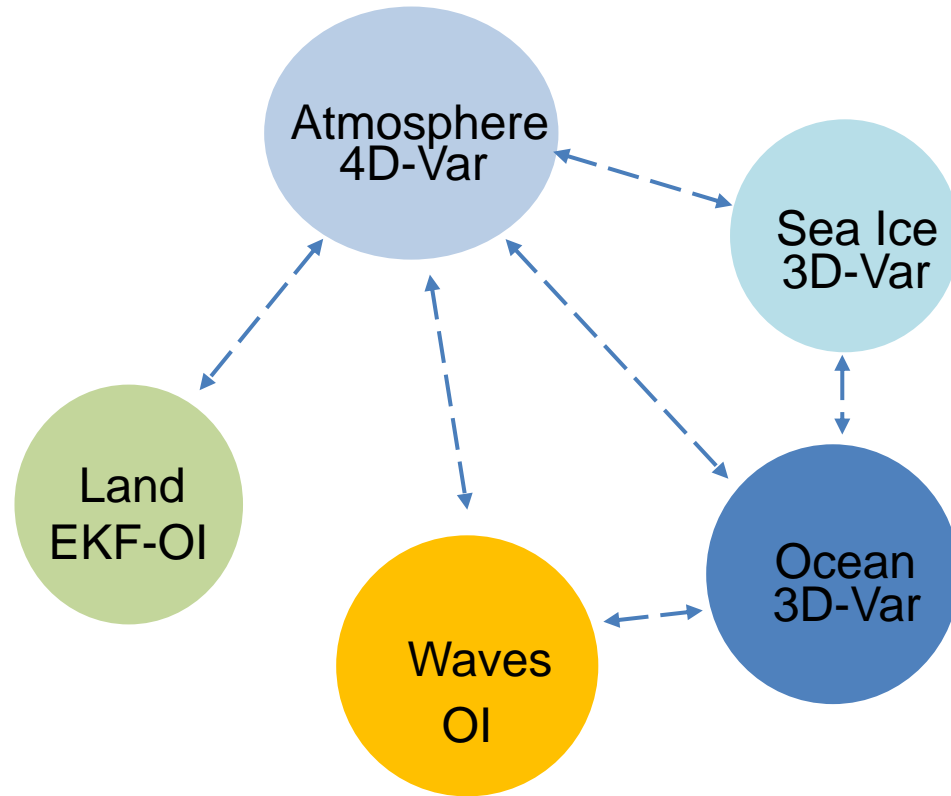 Atmosphere
4D-Var
Sea Ice
3D-Var
Land
EKF-OI
Ocean
3D-Var
Waves
OI